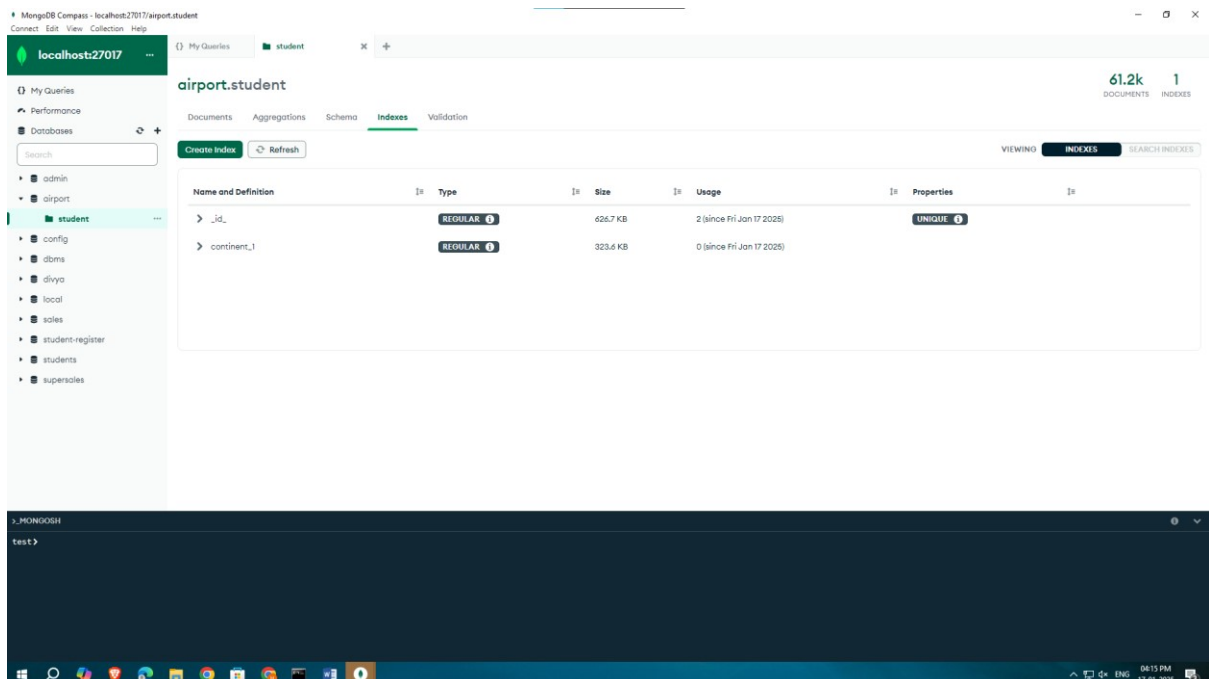 MongoDB Compass - localhost:27017/airport.student
Connect Edit View Collection Help
localhost:27017 ...
{} My Queries
student
{} My Queries
Performance
Databases
Search
admin
airport
student ...
config
dbms
divya
local
sales
student-register
students
supersales
airport.student
61.2k 1
DOCUMENTS INDEXES
Documents Aggregations Schema Indexes Validation
Create Index Refresh
VIEWING INDEXES SEARCH INDEXES
Name and Definition Type Size Usage Properties
_id_ REGULAR 626.7 KB 2 (since Fri Jan 17 2025) UNIQUE
continent_1 REGULAR 323.6 KB 0 (since Fri Jan 17 2025)
>_MONGOSH
test>
ENG 04:15 PM
17-01-2025